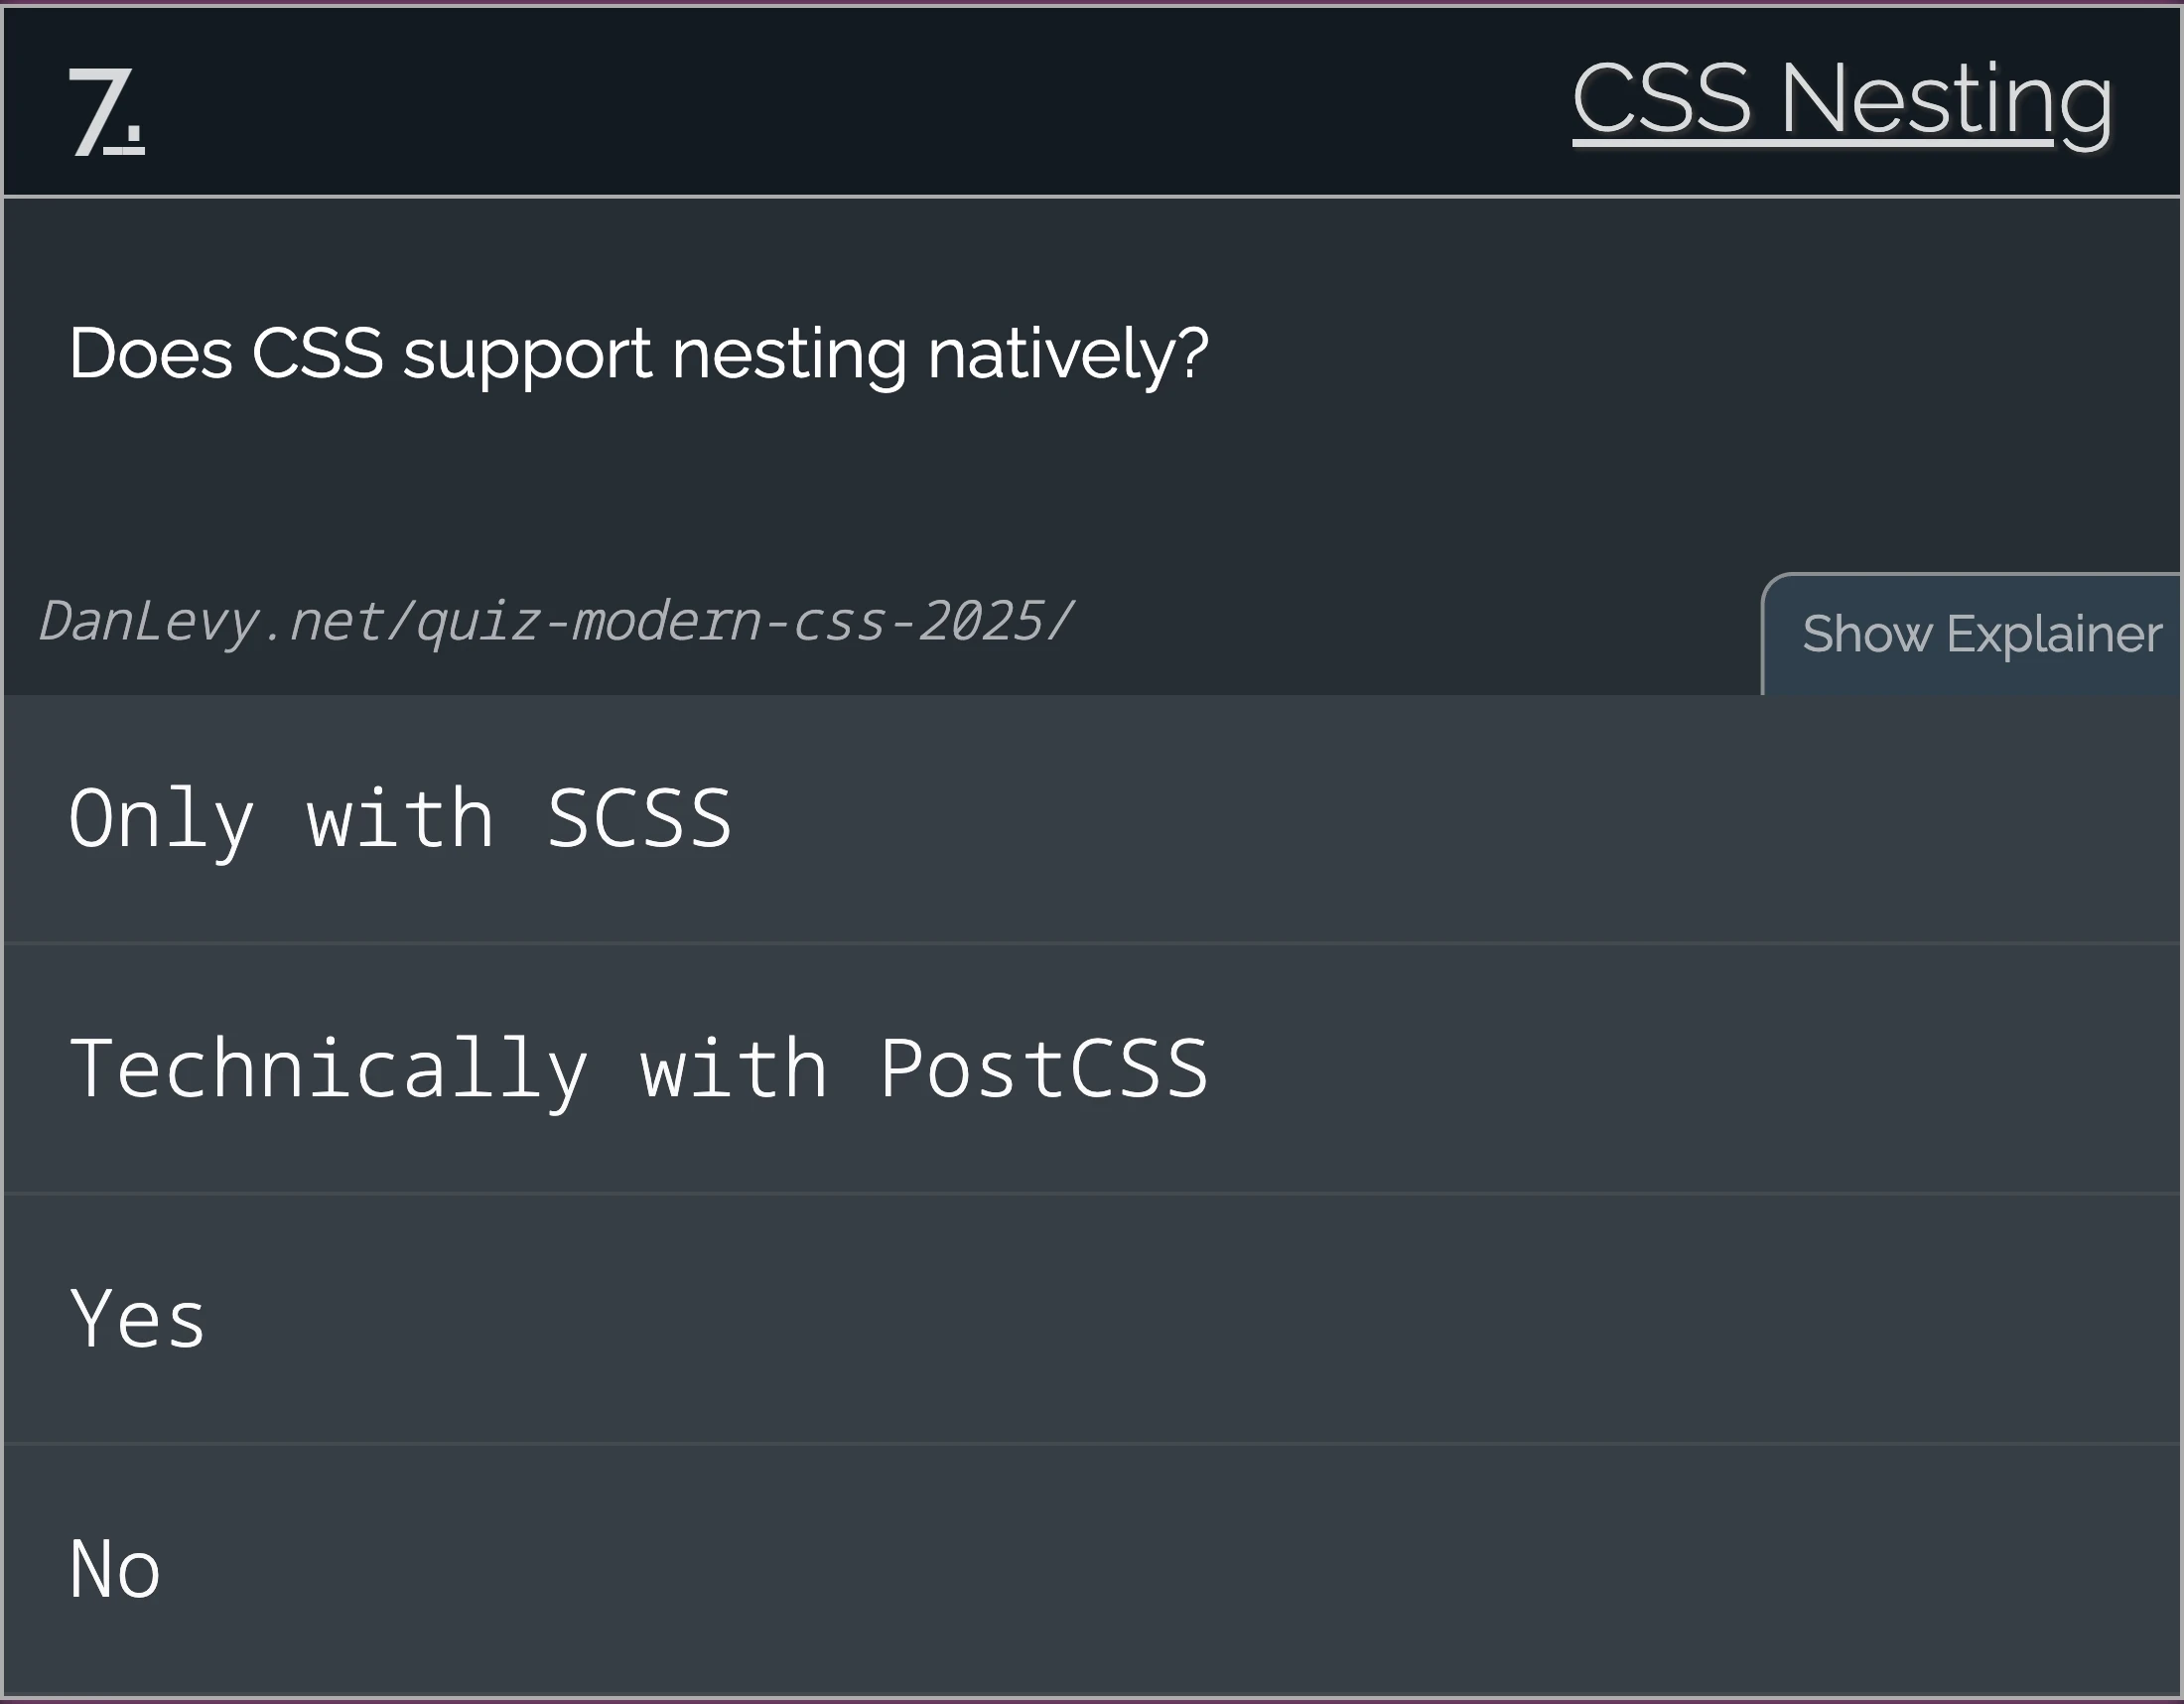 7.
CSS Nesting
Does CSS support nesting natively?
DanLevy.net/quiz-modern-css-2025/
Show Explainer
Only with SCSS
Technically with PostCSS
Yes
No